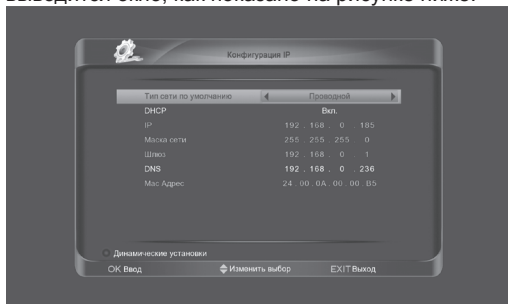 выводится окно, как показано на рисунке ниже.
Конфигурация IP
Тип сети по умолчанию Проводной
DHCP Вкл.
IP 192 . 168 . 0 . 185
Маска сети 255 . 255 . 255 . 0
Шлюз 192 . 168 . 0 . 1
DNS 192 . 168 . 0 . 236
Mac Адрес 24 . 00 . 0A . 00 . 00 . B5
Динамические установки
OK Ввод Изменить выбор EXIT Выход